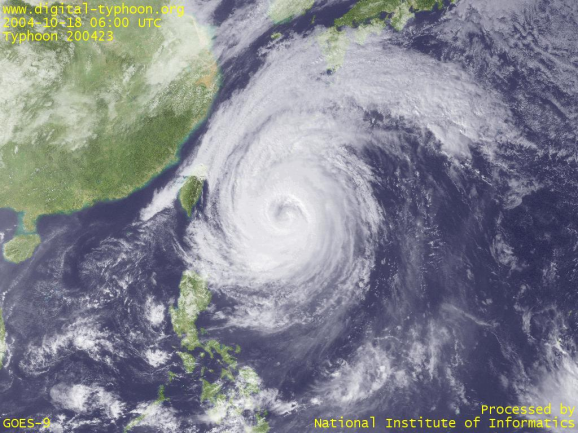 www.digital-typhoon.org
2004-10-18 06:00 UTC
Typhoon 200423
GOES-9
Processed by
National Institute of Informatics